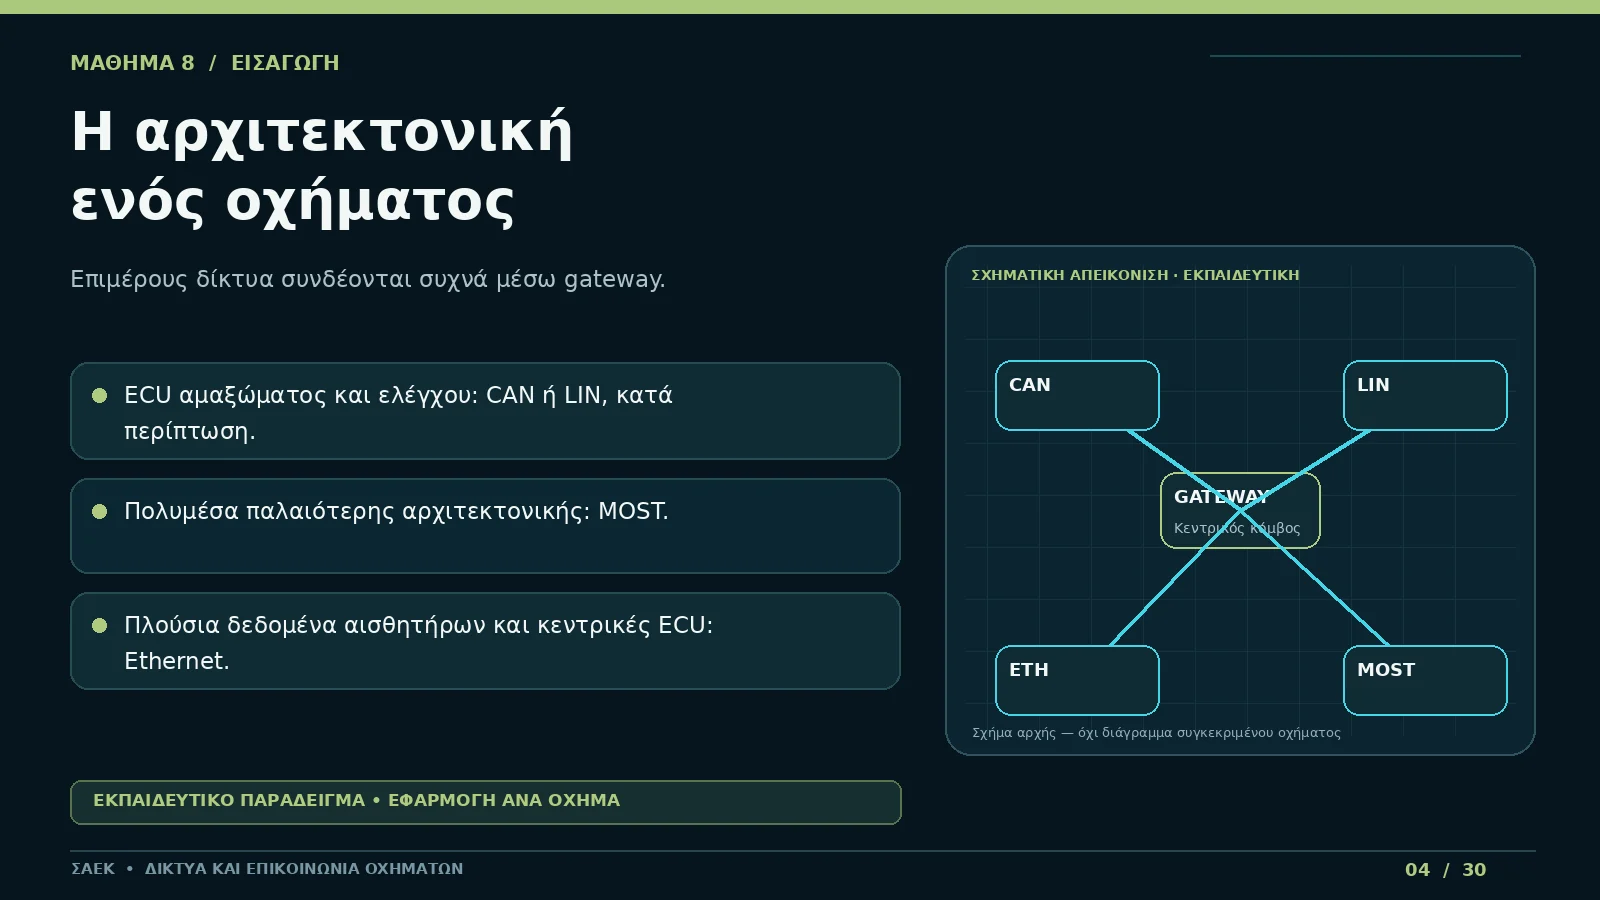 ΜΑΘΗΜΑ 8 / ΕΙΣΑΓΩΓΗ
Η αρχιτεκτονική
ενός οχήματος
Επιμέρους δίκτυα συνδέονται συχνά μέσω gateway.
ECU αμαξώματος και ελέγχου: CAN ή LIN, κατά
περίπτωση.
Πολυμέσα παλαιότερης αρχιτεκτονικής: MOST.
Πλούσια δεδομένα αισθητήρων και κεντρικές ECU:
Ethernet.
ΕΚΠΑΙΔΕΥΤΙΚΟ ΠΑΡΑΔΕΙΓΜΑ • ΕΦΑΡΜΟΓΗ ΑΝΑ ΟΧΗΜΑ
ΣΧΗΜΑΤΙΚΗ ΑΠΕΙΚΟΝΙΣΗ · ΕΚΠΑΙΔΕΥΤΙΚΗ
CAN
LIN
GATEWAY
Κεντρικός κόμβος
ETH
MOST
Σχήμα αρχής — όχι διάγραμμα συγκεκριμένου οχήματος
ΣΑΕΚ • ΔΙΚΤΥΑ ΚΑΙ ΕΠΙΚΟΙΝΩΝΙΑ ΟΧΗΜΑΤΩΝ
04 / 30